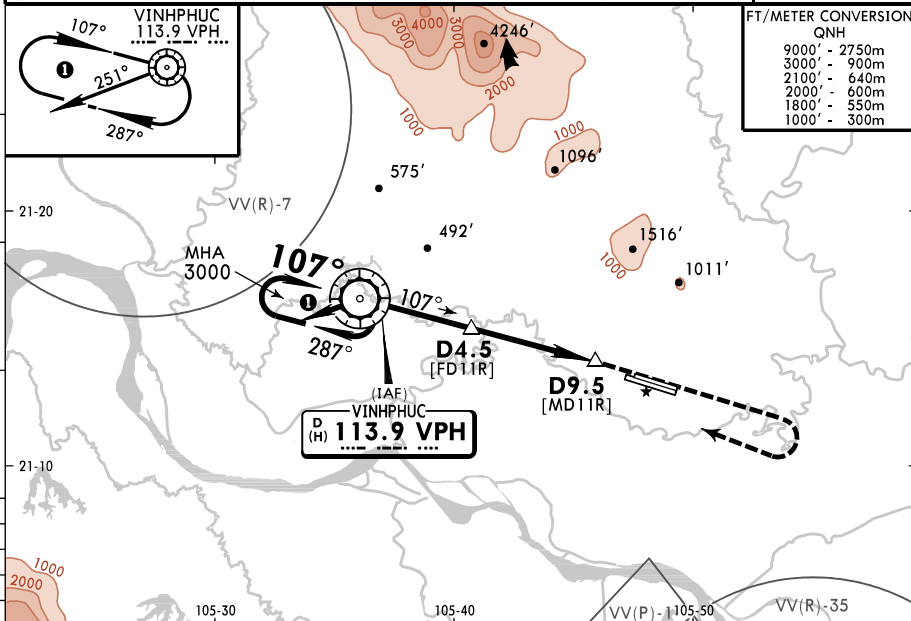 VINHPHUC
113.9 VPH
107°
1
251°
287°
FT/METER CONVERSION
QNH
9000' - 2750m
3000' - 900m
2100' - 640m
2000' - 600m
1800' - 550m
1000' - 300m
4000
3000
3000
4246'
2000
1000
1000
1096'
575'
VV(R)-7
21-20
492'
1516'
1000
1011'
MHA
3000
107°
1
107°
287°
D4.5
[FD11R]
D9.5
[MD11R]
(IAF)
VINHPHUC
D
(H) 113.9 VPH
21-10
1000
2000
105-30
105-40
VV(P)-1
105-50
VV(R)-35